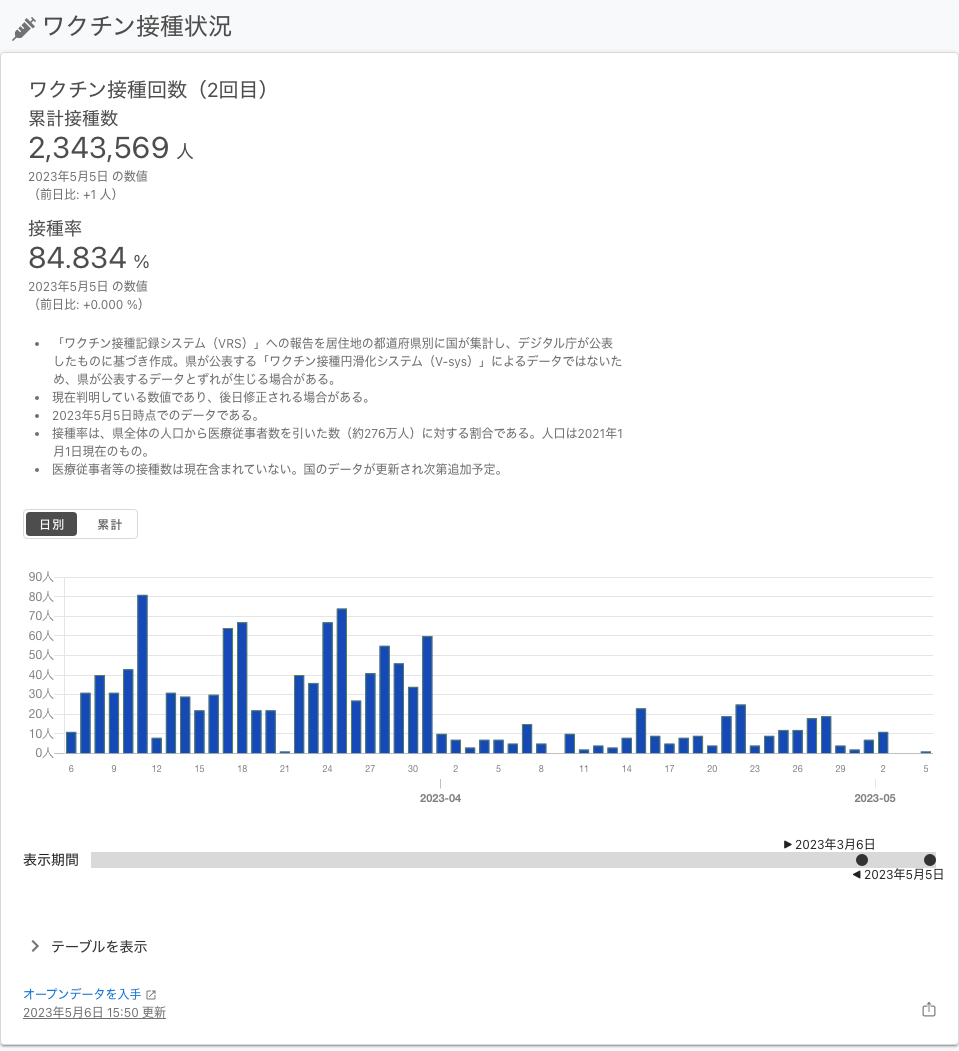 ワクチン接種状況
ワクチン接種回数（2回目）
累計接種数
2,343,569 人
2023年5月5日 の数値
（前日比: +1 人）
接種率
84.834 %
2023年5月5日 の数値
（前日比: +0.000 %）
「ワクチン接種記録システム（VRS）」への報告を居住地の都道府県別に国が集計し、デジタル庁が公表
したものに基づき作成。県が公表する「ワクチン接種円滑化システム（V-sys）」によるデータではないた
め、県が公表するデータとずれが生じる場合がある。
現在判明している数値であり、後日修正される場合がある。
2023年5月5日時点でのデータである。
接種率は、県全体の人口から医療従事者数を引いた数（約276万人）に対する割合である。人口は2021年1
月1日現在のもの。
医療従事者等の接種数は現在含まれていない。国のデータが更新され次第追加予定。
日別 累計
90人
80人
70人
60人
50人
40人
30人
20人
10人
0人
6 9 12 15 18 21 24 27 30 2 5 8 11 14 17 20 23 26 29 2 5
2023-04 2023-05
2023年3月6日
表示期間
2023年5月5日
テーブルを表示
オープンデータを入手
2023年5月6日 15:50 更新